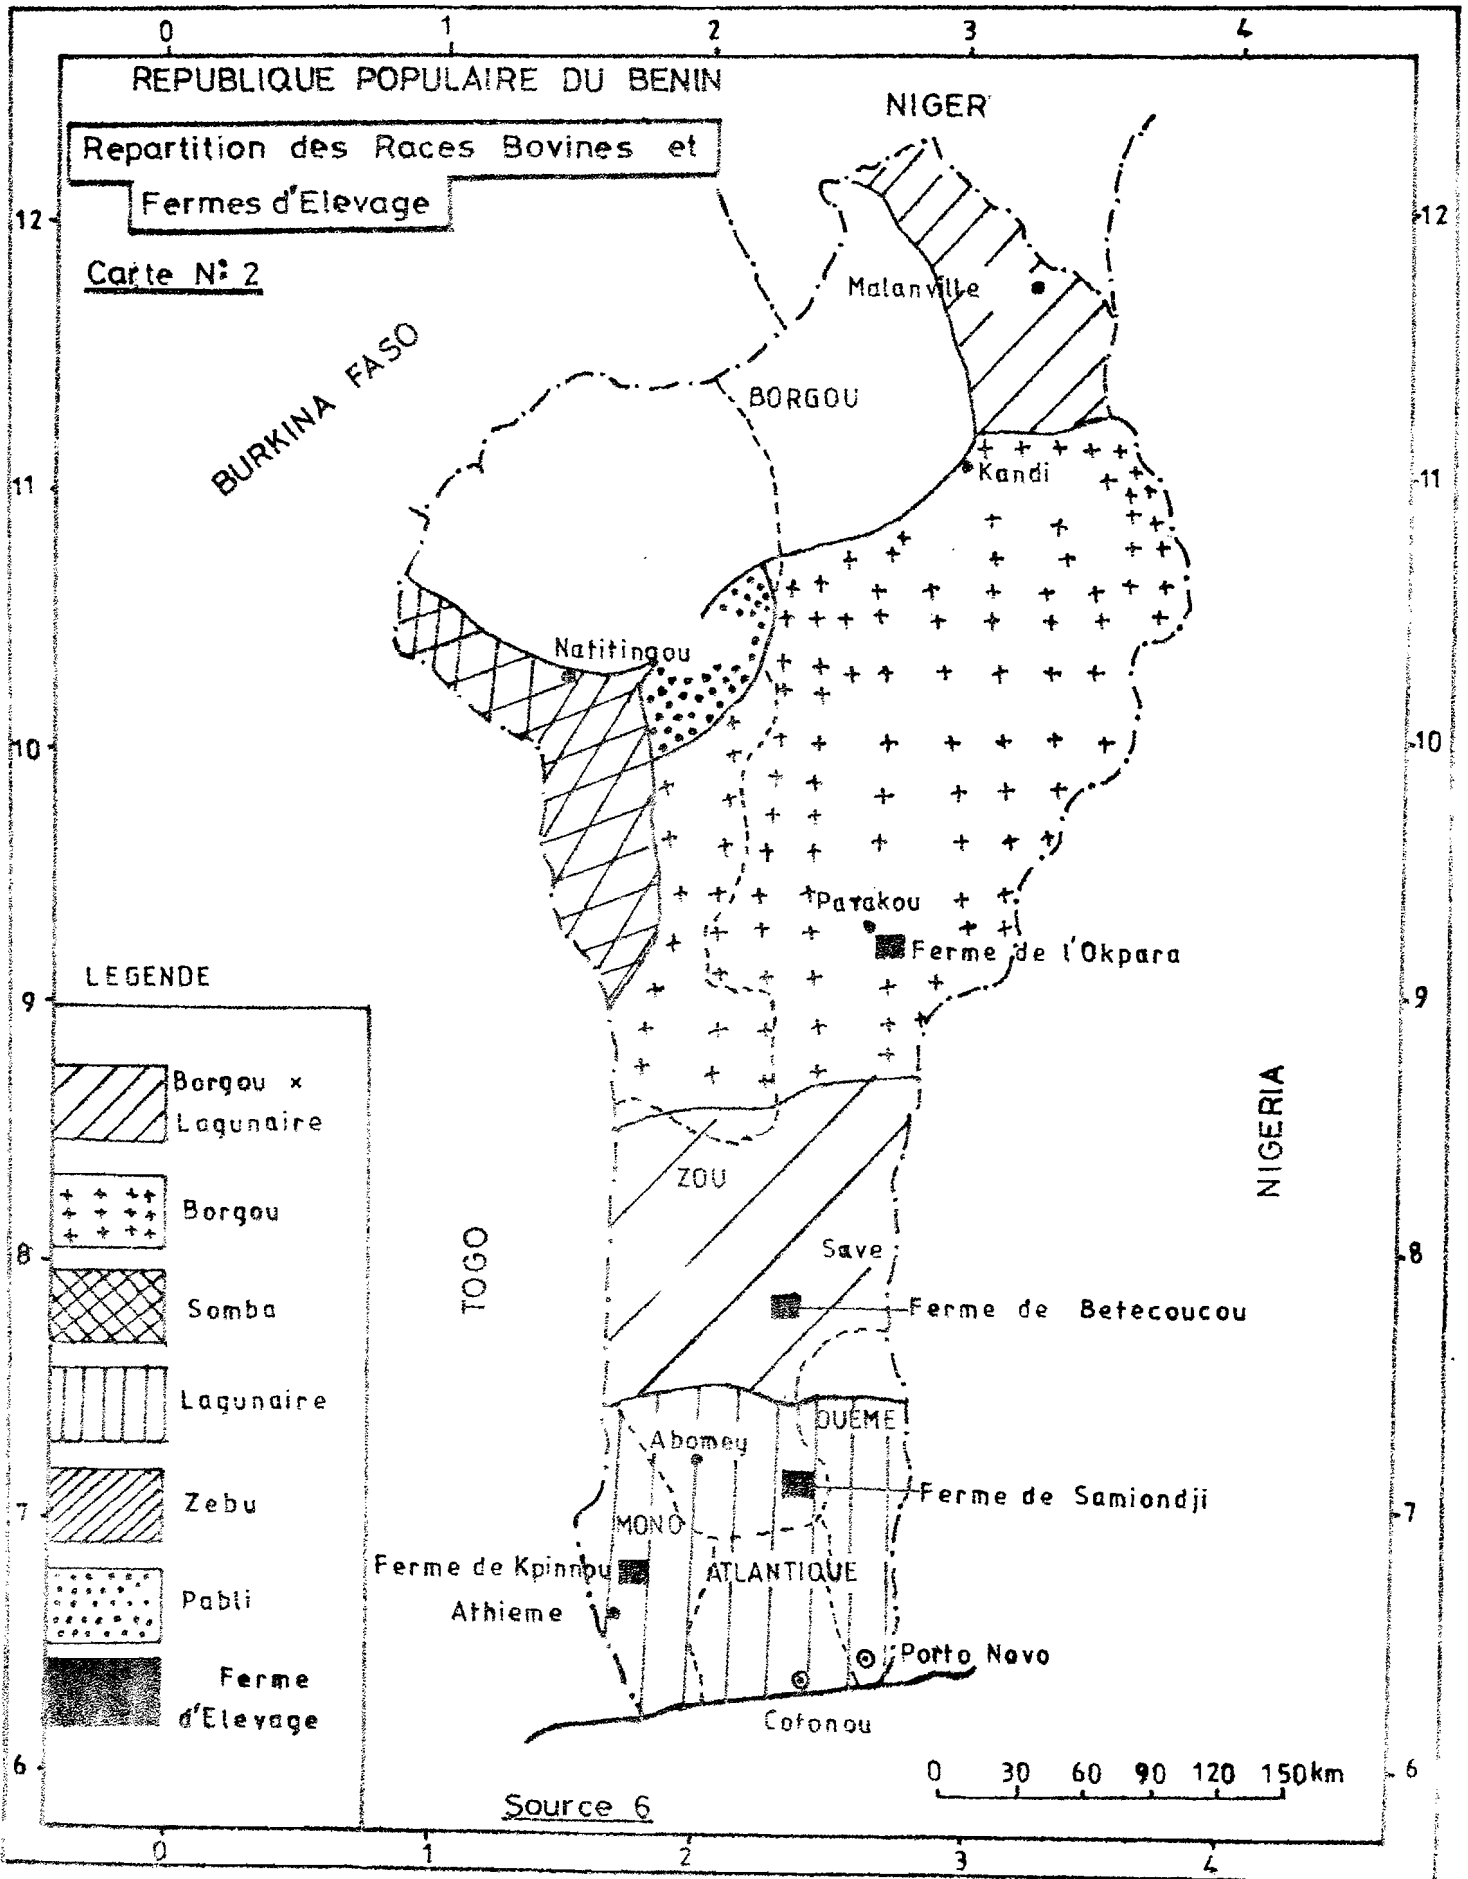 0 1 2 3 4
REPUBLIQUE POPULAIRE DU BENIN
NIGER
Repartition des Races Bovines et
Fermes d'Elevage
12 12
Carte N: 2
Malanville
BURKINA FASO
BORGOU
11 11
Kandi
Natitingou
10 10
Parakou
Ferme de l'Okpara
LEGENDE
9 9
Borgou x
Lagunaire
NIGERIA
ZOU
Borgou
TOGO
8 8
Save
Somba
Ferme de Betecoucou
Lagunaire
OUEME
Abomey
Zebu
Ferme de Samiondji
7 7
MONO
Ferme de Kpinnou
ATLANTIQUE
Pabli
Athieme
Porto Novo
Ferme
d'Elevage
Cotonou
6 6
0 30 60 90 120 150km
Source 6
0 1 2 3 4